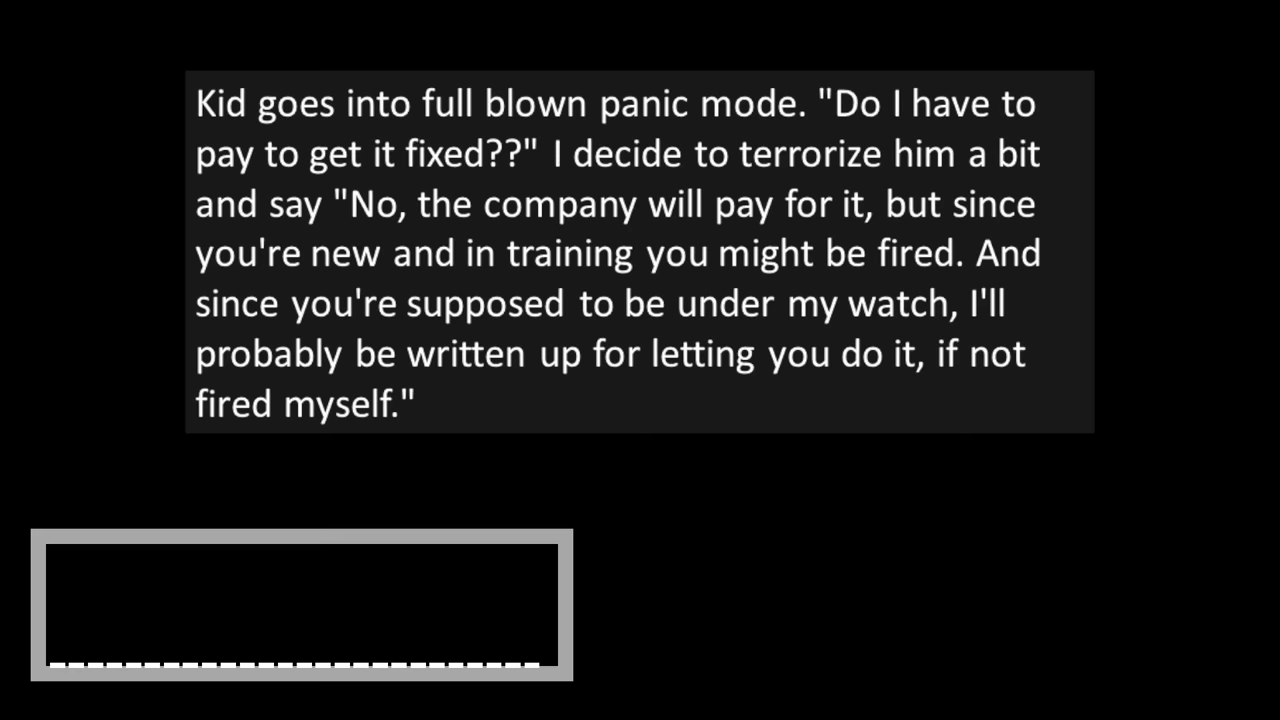 Kid goes into full blown panic mode. "Do I have to
pay to get it fixed??" I decide to terrorize him a bit
and say "No, the company will pay for it, but since
you're new and in training you might be fired. And
since you're supposed to be under my watch, I'll
probably be written up for letting you do it, if not
fired myself."